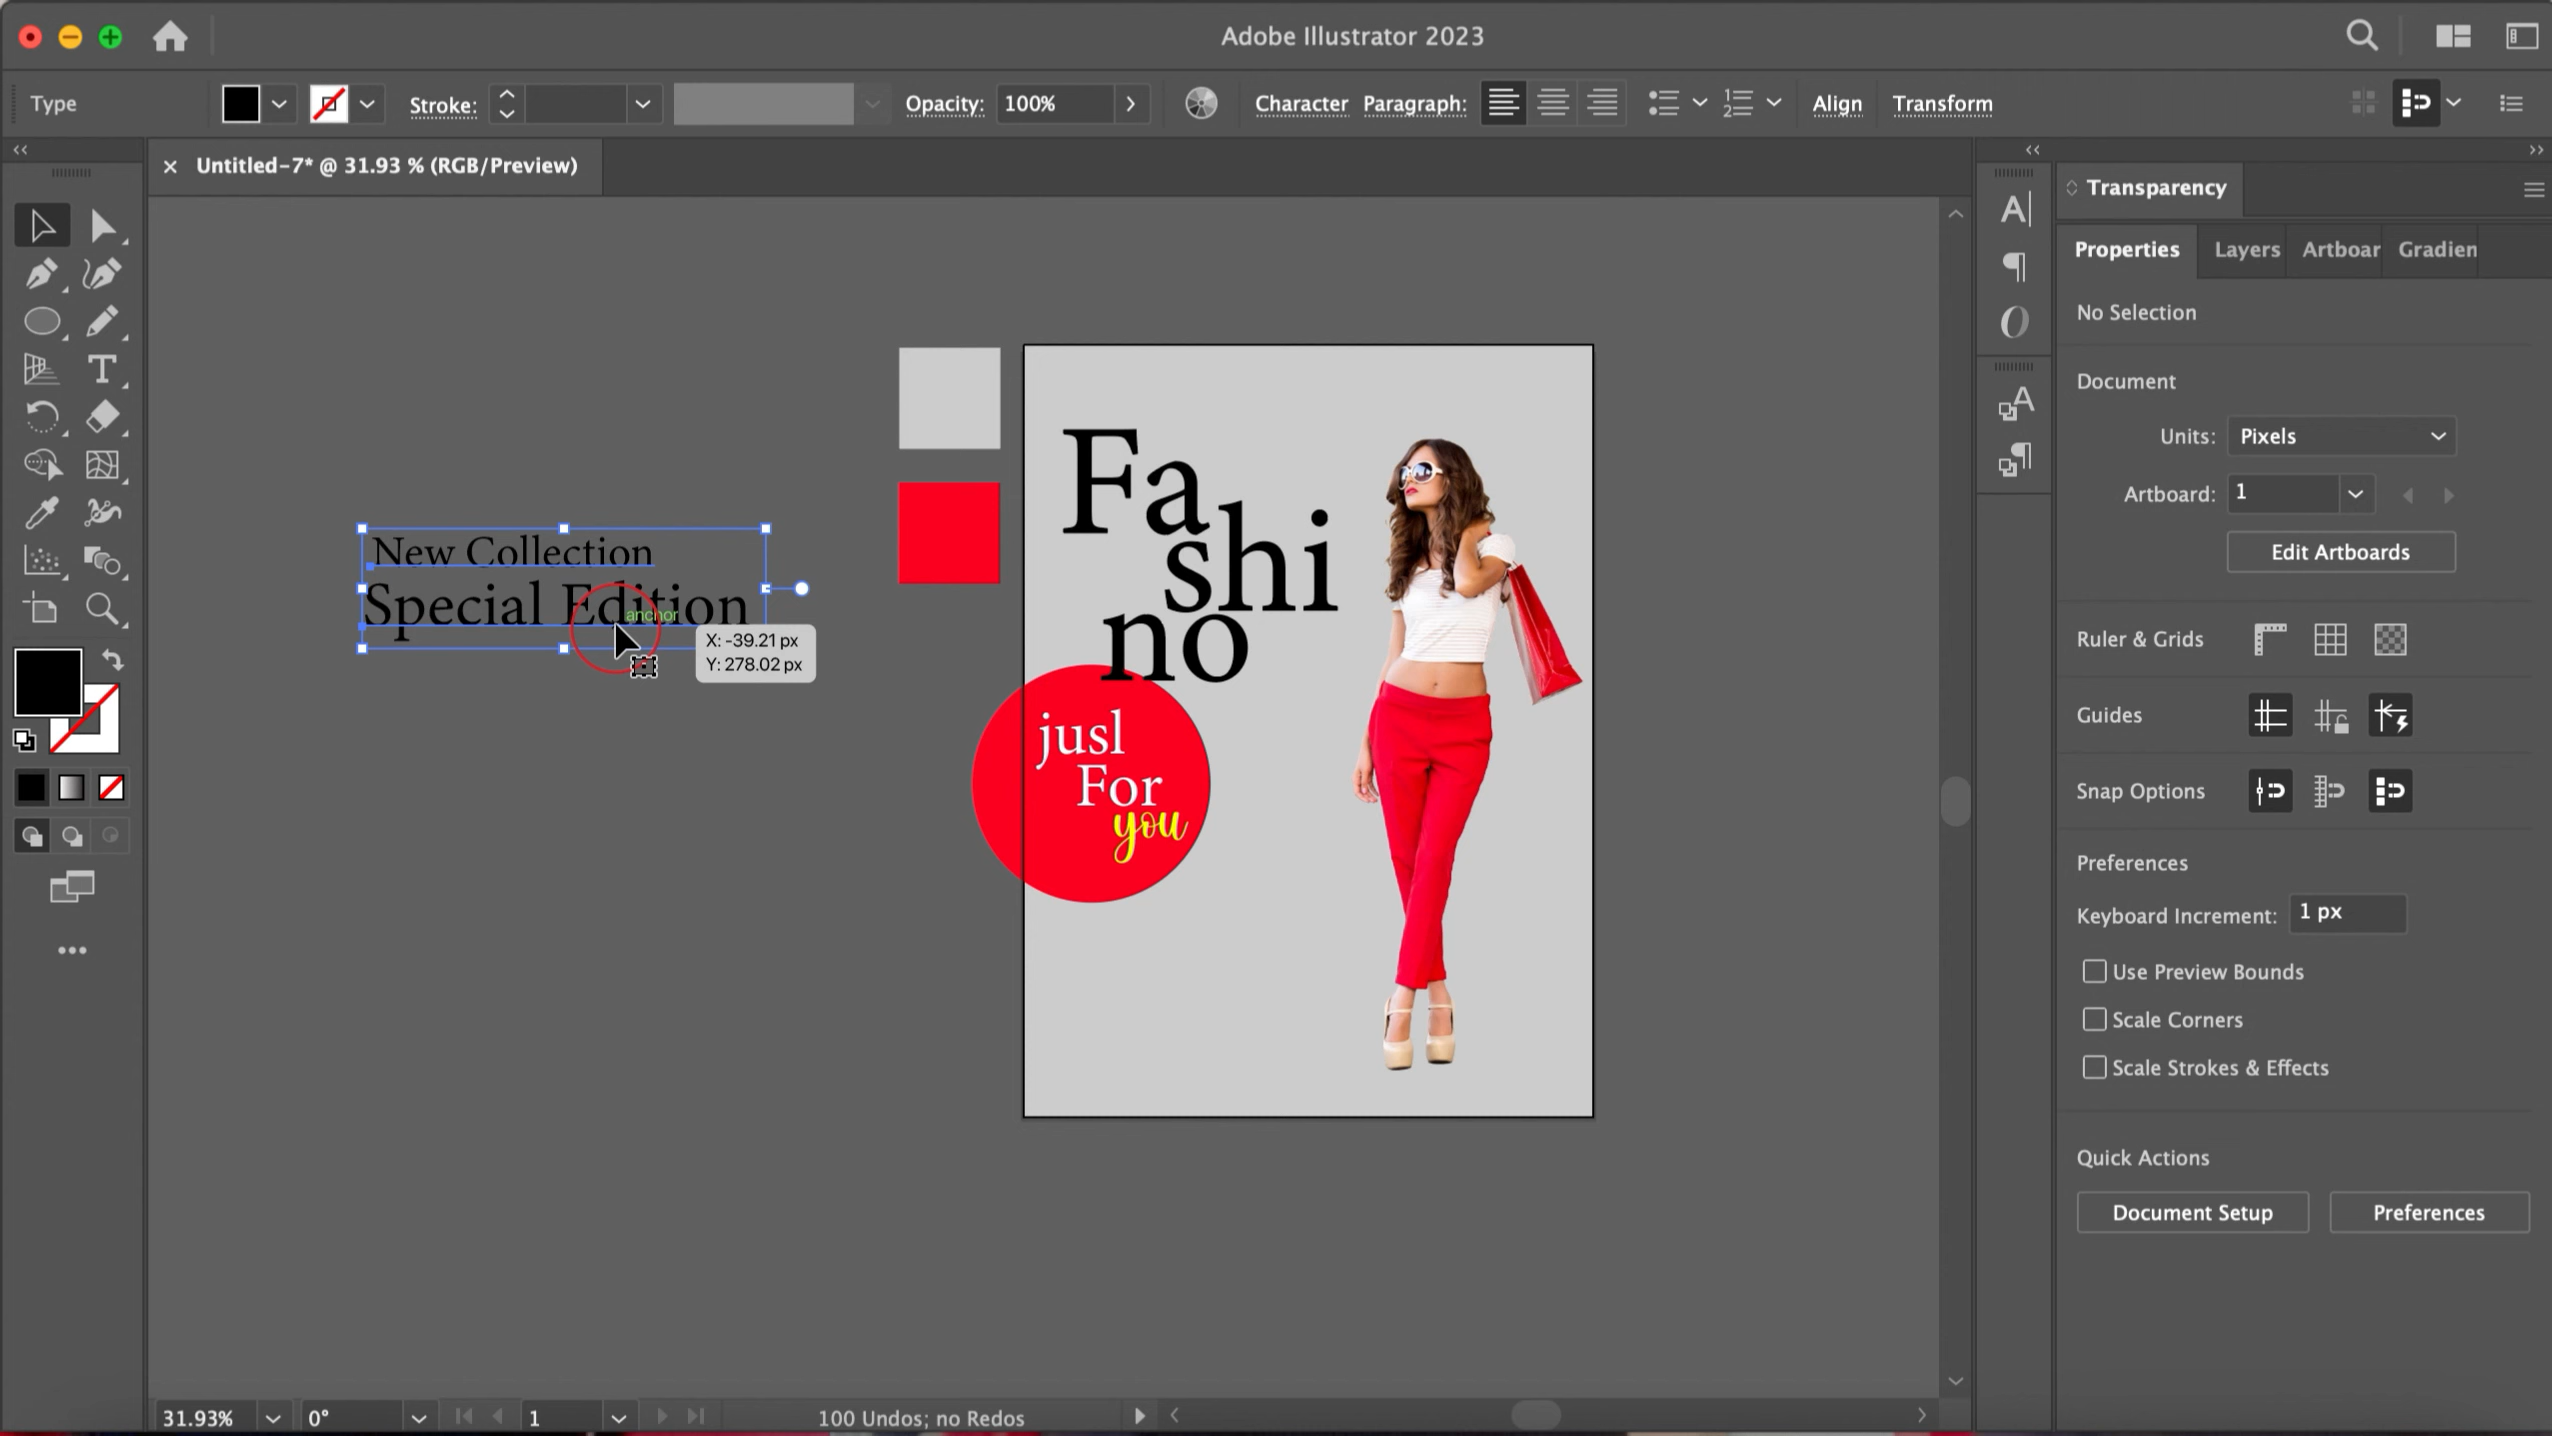 Adobe Illustrator 2023
Type
Stroke:
Opacity:
100%
Character
Paragraph:
Align
Transform
Untitled-7* @ 31.93 % (RGB/Preview)
New Collection
Special Edition
anchor
X: -39.21 px
Y: 278.02 px
Fa
shi
no
jusl
For
you
Transparency
Properties
Layers
Artboar
Gradien
No Selection
Document
Units:
Pixels
Artboard:
1
Edit Artboards
Ruler & Grids
Guides
Snap Options
Preferences
Keyboard Increment:
1 px
Use Preview Bounds
Scale Corners
Scale Strokes & Effects
Quick Actions
Document Setup
Preferences
31.93%
0°
1
100 Undos; no Redos